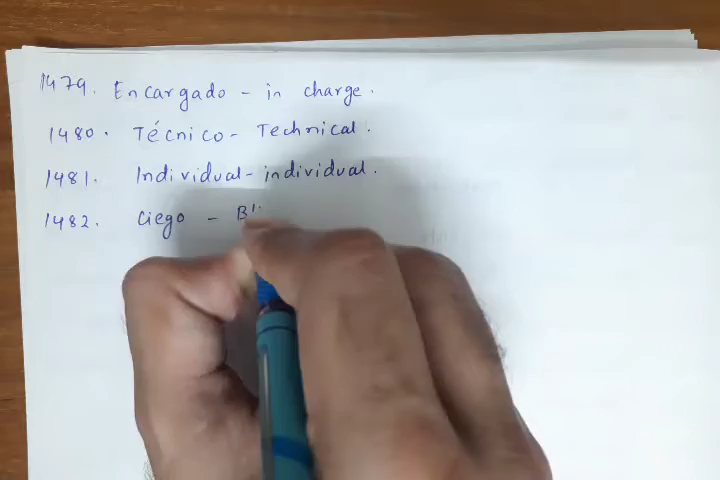 1479. Encargado - in charge.
1480. Técnico - Technical.
1481. Individual - individual.
1482. Ciego -